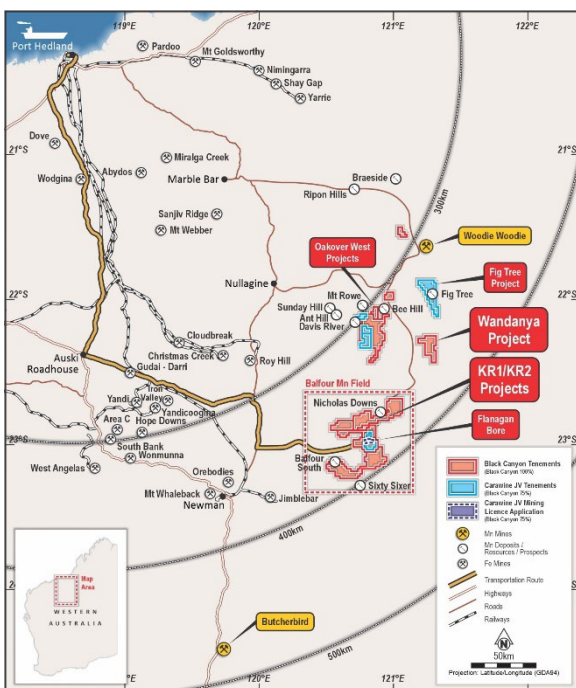 119°E
120°E
121°E
Port Hedland
Pardoo
Mt Goldsworthy
Nimingarra
Shay Gap
Yarrie
Dove
21°S
21°S
Miralga Creek
Abydos
Wodgina
Marble Bar
Braeside
Ripon Hills
300km
Sanjiv Ridge
Mt Webber
Woodie Woodie
Oakover West
Projects
Fig Tree
Project
Nullagine
22°S
22°S
Mt Rowe
Sunday Hill
Ant Hill
Davis River
Bee Hill
Fig Tree
Wandanya
Project
Cloudbreak
Christmas Creek
Roy Hill
Auski
Roadhouse
Gudai - Darri
KR1/KR2
Projects
Balfour Mn Field
Nicholas Downs
Iron
Valley
Yandi
Yandicoogina
Area C
Hope Downs
23°S
23°S
South Bank
Wonmunna
West Angelas
Flanagan
Bore
Balfour
South
Sixty Sixer
Orebodies
Mt Whaleback
Newman
Jimblebar
400km
24°S
Butcherbird
500km
119°E
120°E
121°E
Map
Area
WESTERN
AUSTRALIA
Black Canyon Tenements
(Black Canyon 100%)
Carawine JV Tenements
(Black Canyon 75%)
Carawine JV Mining
Licence Application
(Black Canyon 75%)
Mn Mines
Mn Deposits /
Resources / Prospects
Fe Mines
Transportation Route
Highways
Roads
Railways
N
50km
Projection: Latitude/Longitude (GDA94)